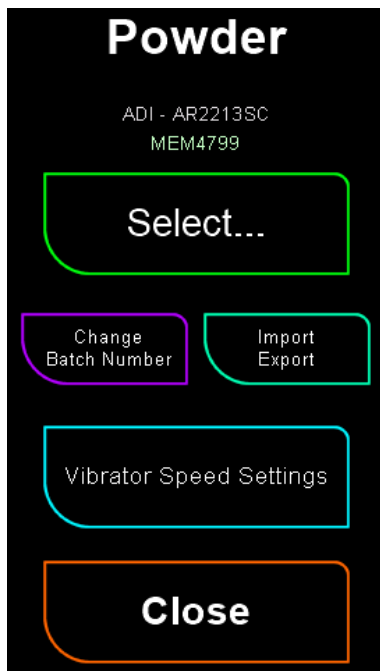 Powder
ADI - AR2213SC
MEM4799
Select...
Change
Batch Number
Import
Export
Vibrator Speed Settings
Close